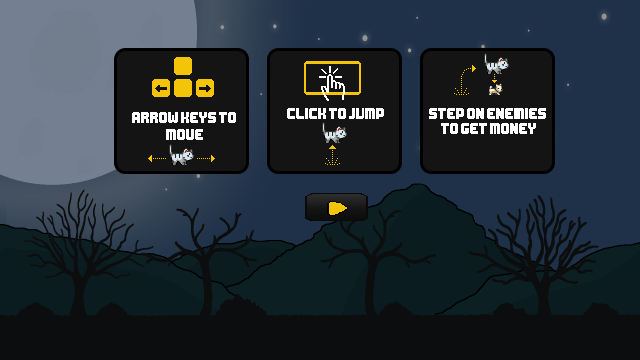 ARROW KEYS TO
MOVE
CLICK TO JUMP
STEP ON ENEMIES
TO GET MONEY